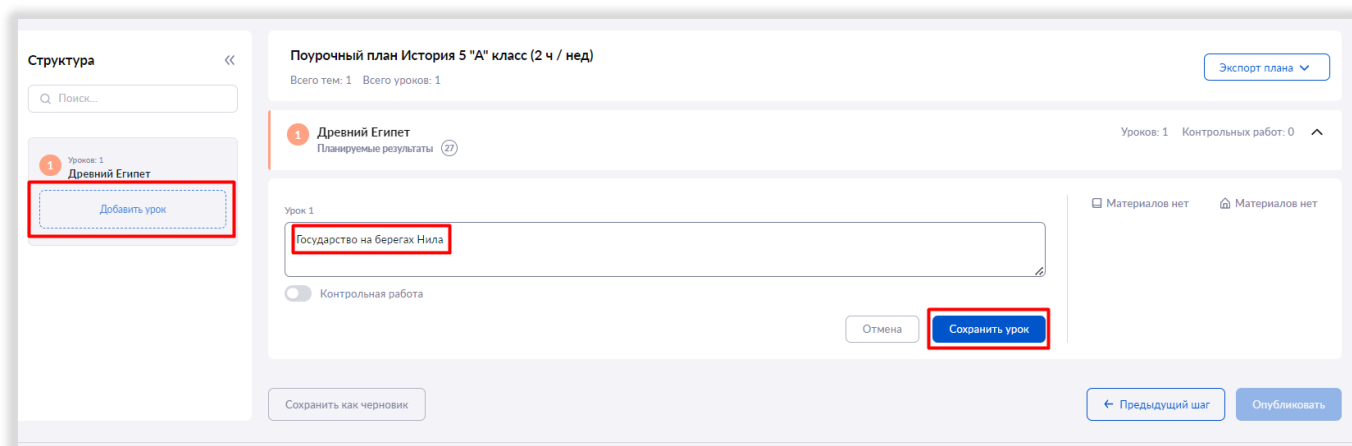 Структура
Поиск...
1
Уроков: 1
Древний Египет
Добавить урок
Поурочный план История 5 "А" класс (2 ч / нед)
Всего тем: 1 Всего уроков: 1
Экспорт плана
1
Древний Египет
Планируемые результаты 27
Уроков: 1 Контрольных работ: 0
Урок 1
Государство на берегах Нила
Контрольная работа
Отмена
Сохранить урок
Материалов нет
Материалов нет
Сохранить как черновик
Предыдущий шаг
Опубликовать